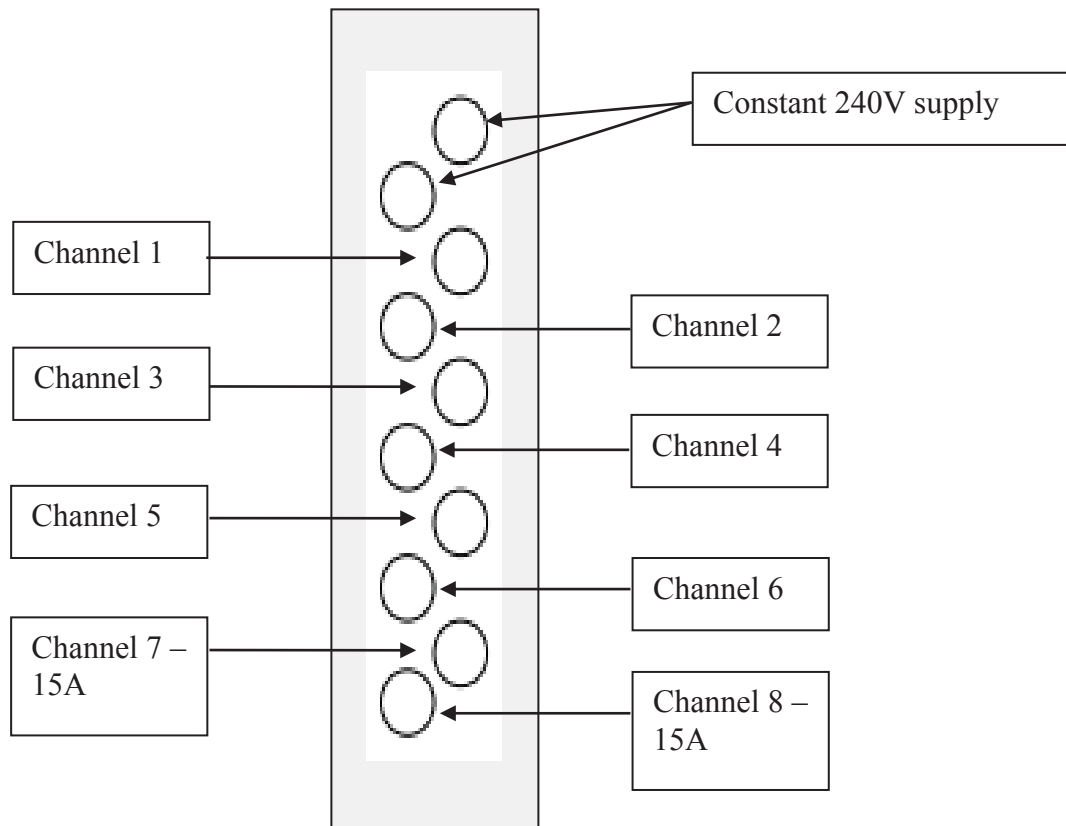 Constant 240V supply
Channel 1
Channel 2
Channel 3
Channel 4
Channel 5
Channel 6
Channel 7 –
15A
Channel 8 –
15A